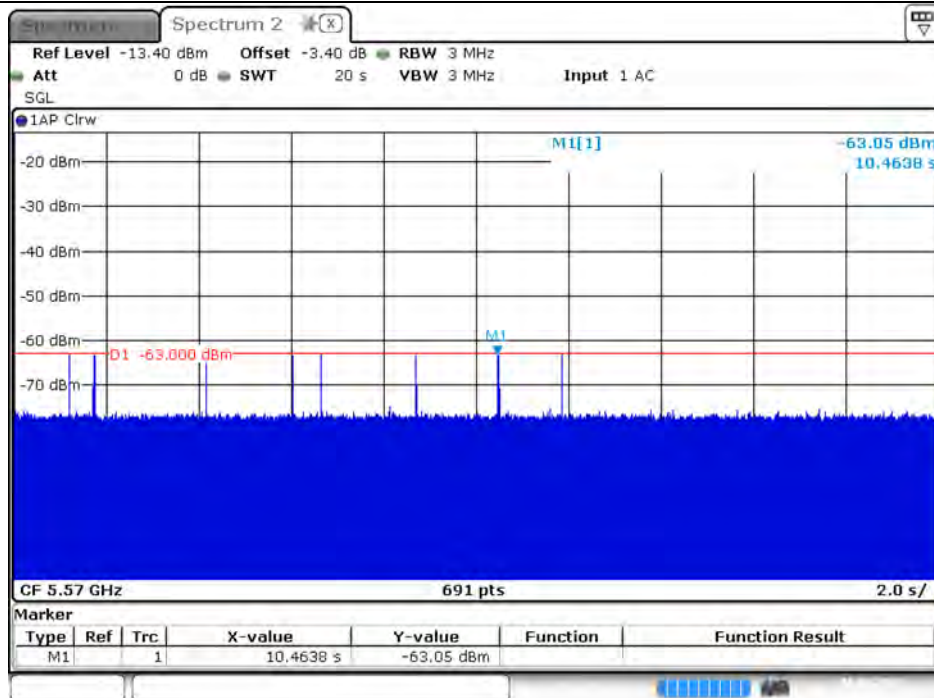 Spectrum 2
Ref Level -13.40 dBm Offset -3.40 dB RBW 3 MHz
Att 0 dB SWT 20 s VBW 3 MHz Input 1 AC
SGL
1AP Clrw
M1[1] -63.05 dBm
10.4638 s
-20 dBm
-30 dBm
-40 dBm
-50 dBm
-60 dBm
M1
D1 -63.000 dBm
-70 dBm
CF 5.57 GHz 691 pts 2.0 s/
Marker
Type Ref Trc X-value Y-value Function Function Result
M1 1 10.4638 s -63.05 dBm